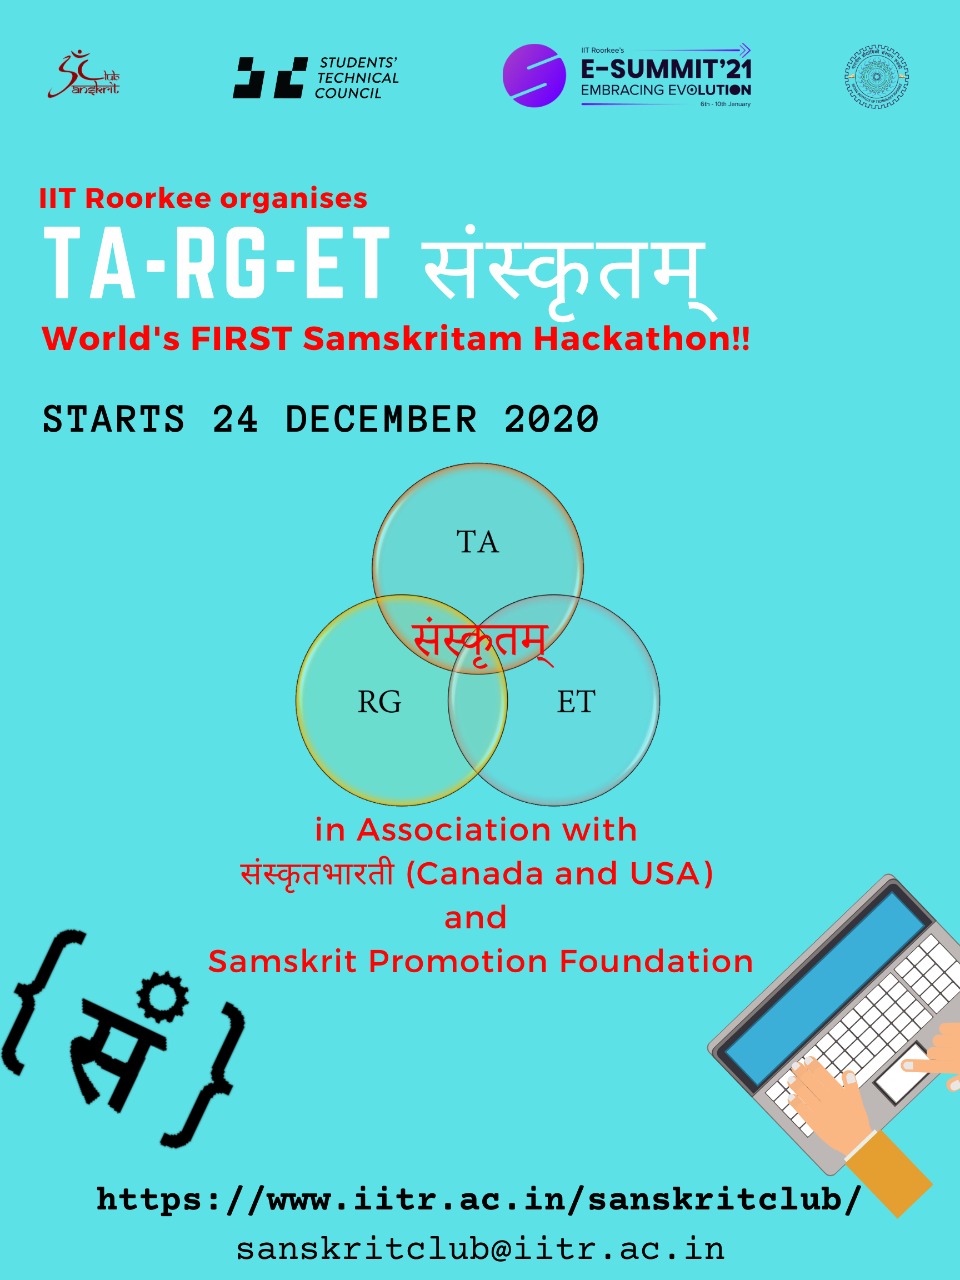 Sanskrit Club
STUDENTS'
TECHNICAL
COUNCIL
IIT Roorkee's
E-SUMMIT'21
EMBRACING EVOLUTION
6th - 10th January
IIT Roorkee organises
TA-RG-ET संस्कृतम्
World's FIRST Samskritam Hackathon!!
STARTS 24 DECEMBER 2020
TA
संस्कृतम्
RG ET
in Association with
संस्कृतभारती (Canada and USA)
and
Samskrit Promotion Foundation
{ सं }
https://www.iitr.ac.in/sanskritclub/
sanskritclub@iitr.ac.in